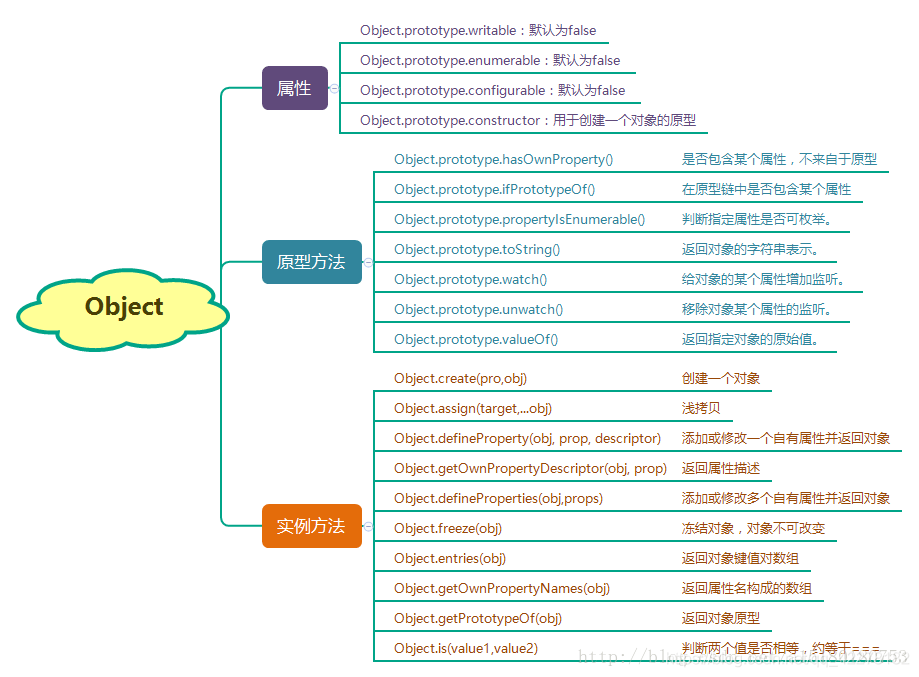 Object.prototype.writable：默认为false
Object.prototype.enumerable：默认为false
属性
Object.prototype.configurable：默认为false
Object.prototype.constructor：用于创建一个对象的原型
Object.prototype.hasOwnProperty() 是否包含某个属性，不来自于原型
Object.prototype.ifPrototypeOf() 在原型链中是否包含某个属性
Object.prototype.propertyIsEnumerable() 判断指定属性是否可枚举。
Object.prototype.toString() 返回对象的字符串表示。
原型方法
Object.prototype.watch() 给对象的某个属性增加监听。
Object.prototype.unwatch() 移除对象某个属性的监听。
Object.prototype.valueOf() 返回指定对象的原始值。
Object
Object.create(pro,obj) 创建一个对象
Object.assign(target,...obj) 浅拷贝
Object.defineProperty(obj, prop, descriptor) 添加或修改一个自有属性并返回对象
Object.getOwnPropertyDescriptor(obj, prop) 返回属性描述
Object.defineProperties(obj,props) 添加或修改多个自有属性并返回对象
实例方法
Object.freeze(obj) 冻结对象，对象不可改变
Object.entries(obj) 返回对象键值对数组
Object.getOwnPropertyNames(obj) 返回属性名构成的数组
Object.getPrototypeOf(obj) 返回对象原型
Object.is(value1,value2) 判断两个值是否相等，约等于===